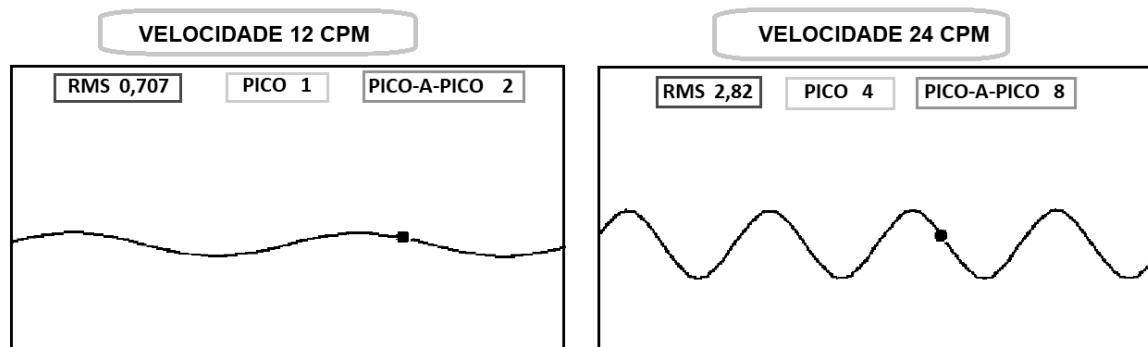 VELOCIDADE 12 CPM
RMS 0,707 PICO 1 PICO-A-PICO 2
VELOCIDADE 24 CPM
RMS 2,82 PICO 4 PICO-A-PICO 8